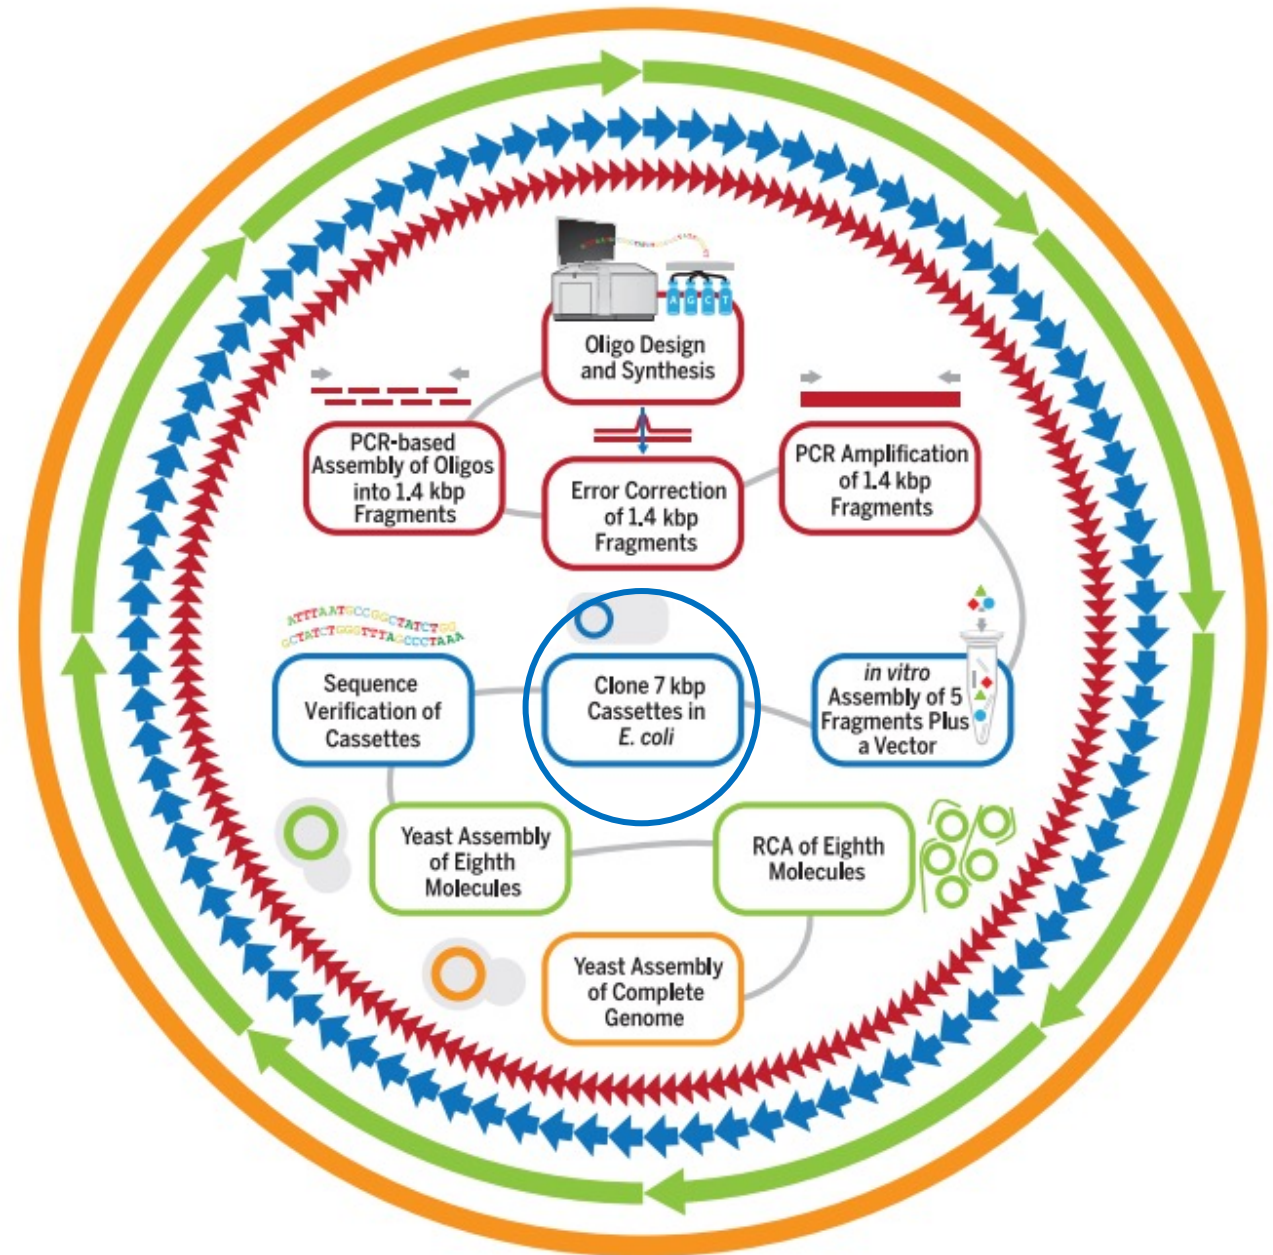 A G C T
Oligo Design
and Synthesis
PCR-based
Assembly of Oligos
into 1.4 kbp
Fragments
Error Correction
of 1.4 kbp
Fragments
PCR Amplification
of 1.4 kbp
Fragments
ATTTAATGCCGGCTATCTGG
GCTATCTGGGTTTAGCCCTAAA
Sequence
Verification of
Cassettes
Clone 7 kbp
Cassettes in
E. coli
in vitro
Assembly of 5
Fragments Plus
a Vector
Yeast Assembly
of Eighth
Molecules
RCA of Eighth
Molecules
Yeast Assembly
of Complete
Genome